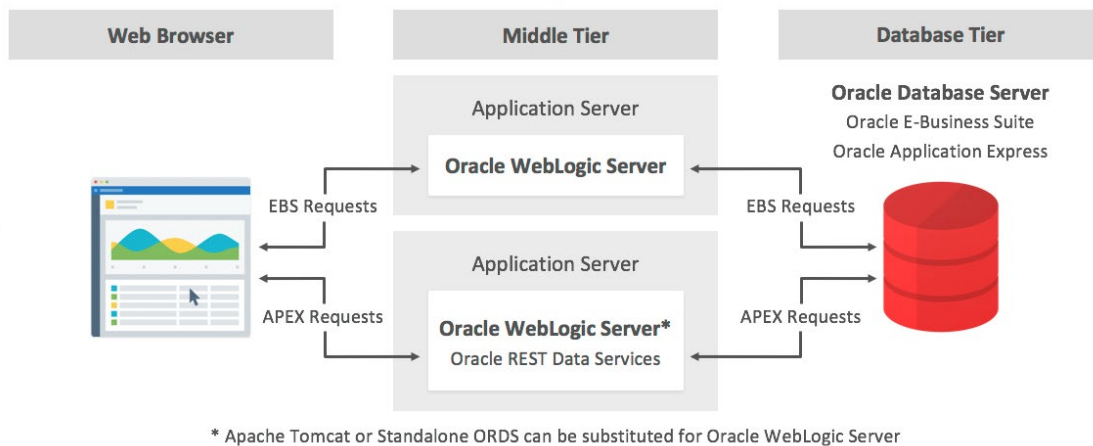 Web Browser
Middle Tier
Database Tier
Application Server
Oracle WebLogic Server
Oracle Database Server
Oracle E-Business Suite
Oracle Application Express
EBS Requests
EBS Requests
Application Server
APEX Requests
Oracle WebLogic Server*
Oracle REST Data Services
APEX Requests
* Apache Tomcat or Standalone ORDS can be substituted for Oracle WebLogic Server